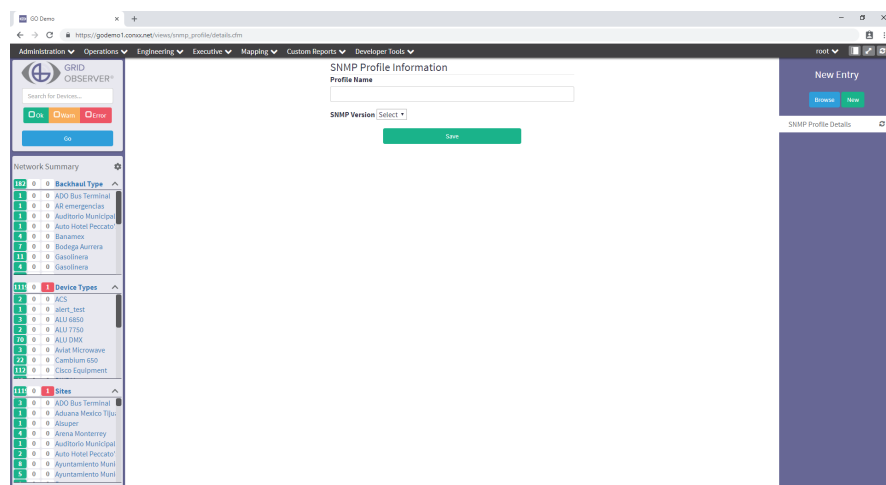 GO Demo
https://godemo1.conxx.net/views/snmp_profile/details.cfm
Administration Operations Engineering Executive Mapping Custom Reports Developer Tools root
GRID
OBSERVER®
Search for Devices...
Ok Warn Error
Go
Network Summary
182 0 0 Backhaul Type
1 0 0 ADO Bus Terminal
1 0 0 AR emergencias
1 0 0 Auditorio Municipal
1 0 0 Auto Hotel Peccato'
4 0 0 Banamex
7 0 0 Bodega Aurrera
11 0 0 Gasolinera
4 0 0 Gasolinera
111 0 1 Device Types
2 0 0 ACS
1 0 0 alert_test
3 0 0 ALU 6850
2 0 0 ALU 7750
70 0 0 ALU DMX
3 0 0 Aviat Microwave
22 0 0 Cambium 650
112 0 0 Cisco Equipment
111 0 1 Sites
3 0 0 ADO Bus Terminal
1 0 0 Aduana Mexico Tiju
1 0 0 Alsuper
4 0 0 Arena Monterrey
1 0 0 Auditorio Municipal
2 0 0 Auto Hotel Peccato'
8 0 0 Ayuntamiento Muni
5 0 0 Ayuntamiento Muni
SNMP Profile Information
Profile Name
SNMP Version Select
Save
New Entry
Browse New
SNMP Profile Details